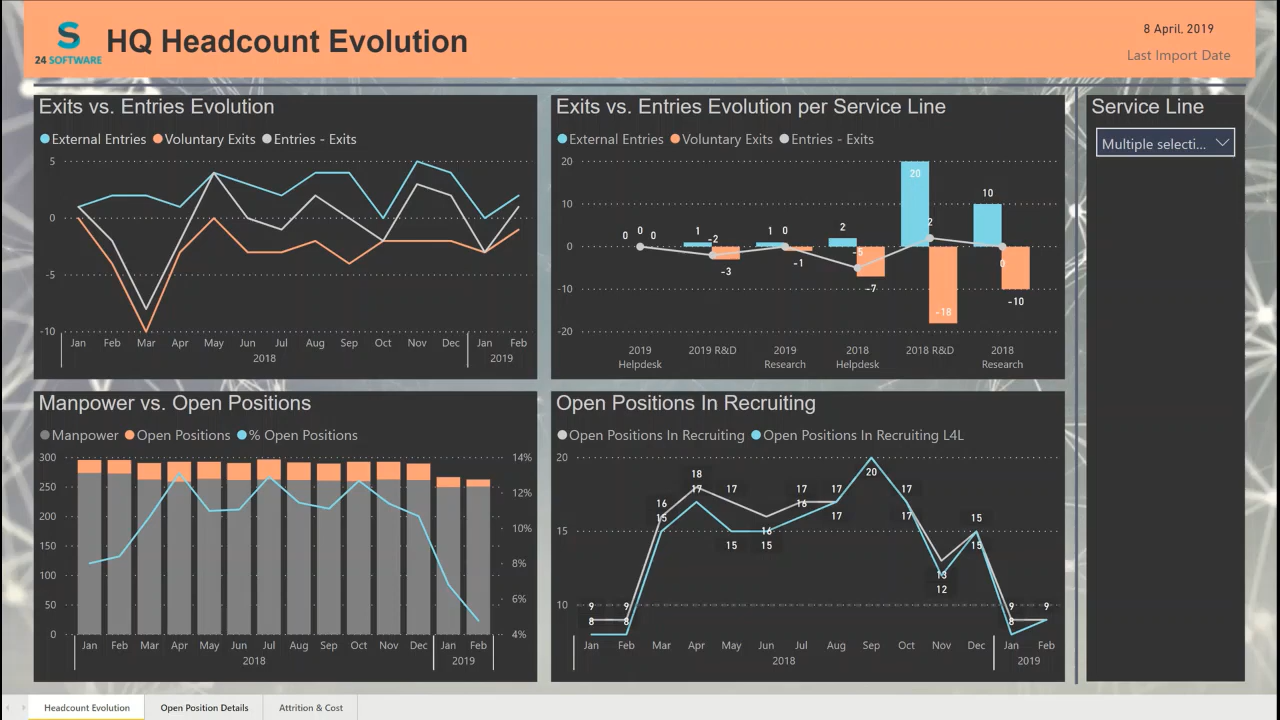 S
24 SOFTWARE
HQ Headcount Evolution
8 April. 2019
Last Import Date
Exits vs. Entries Evolution
External Entries Voluntary Exits Entries - Exits
5
0
-5
-10
Jan Feb Mar Apr May Jun Jul Aug Sep Oct Nov Dec Jan Feb
2018 2019
Exits vs. Entries Evolution per Service Line
External Entries Voluntary Exits Entries - Exits
20
10
0
-10
-20
0 0 0
1 -2 -3
1 0 -1
2 -5 -7
20 2 -18
10 0 -10
2019 Helpdesk
2019 R&D
2019 Research
2018 Helpdesk
2018 R&D
2018 Research
Service Line
Multiple selecti...
Manpower vs. Open Positions
Manpower Open Positions % Open Positions
300 14%
250 12%
200 10%
150
100 8%
50 6%
0 4%
Jan Feb Mar Apr May Jun Jul Aug Sep Oct Nov Dec Jan Feb
2018 2019
Open Positions In Recruiting
Open Positions In Recruiting Open Positions In Recruiting L4L
20
15
10
9 9 16 18 17 16 17 17 20 17 13 15 9 9
8 8 15 17 15 15 16 17 17 12 15 8
Jan Feb Mar Apr May Jun Jul Aug Sep Oct Nov Dec Jan Feb
2018 2019
Headcount Evolution Open Position Details Attrition & Cost